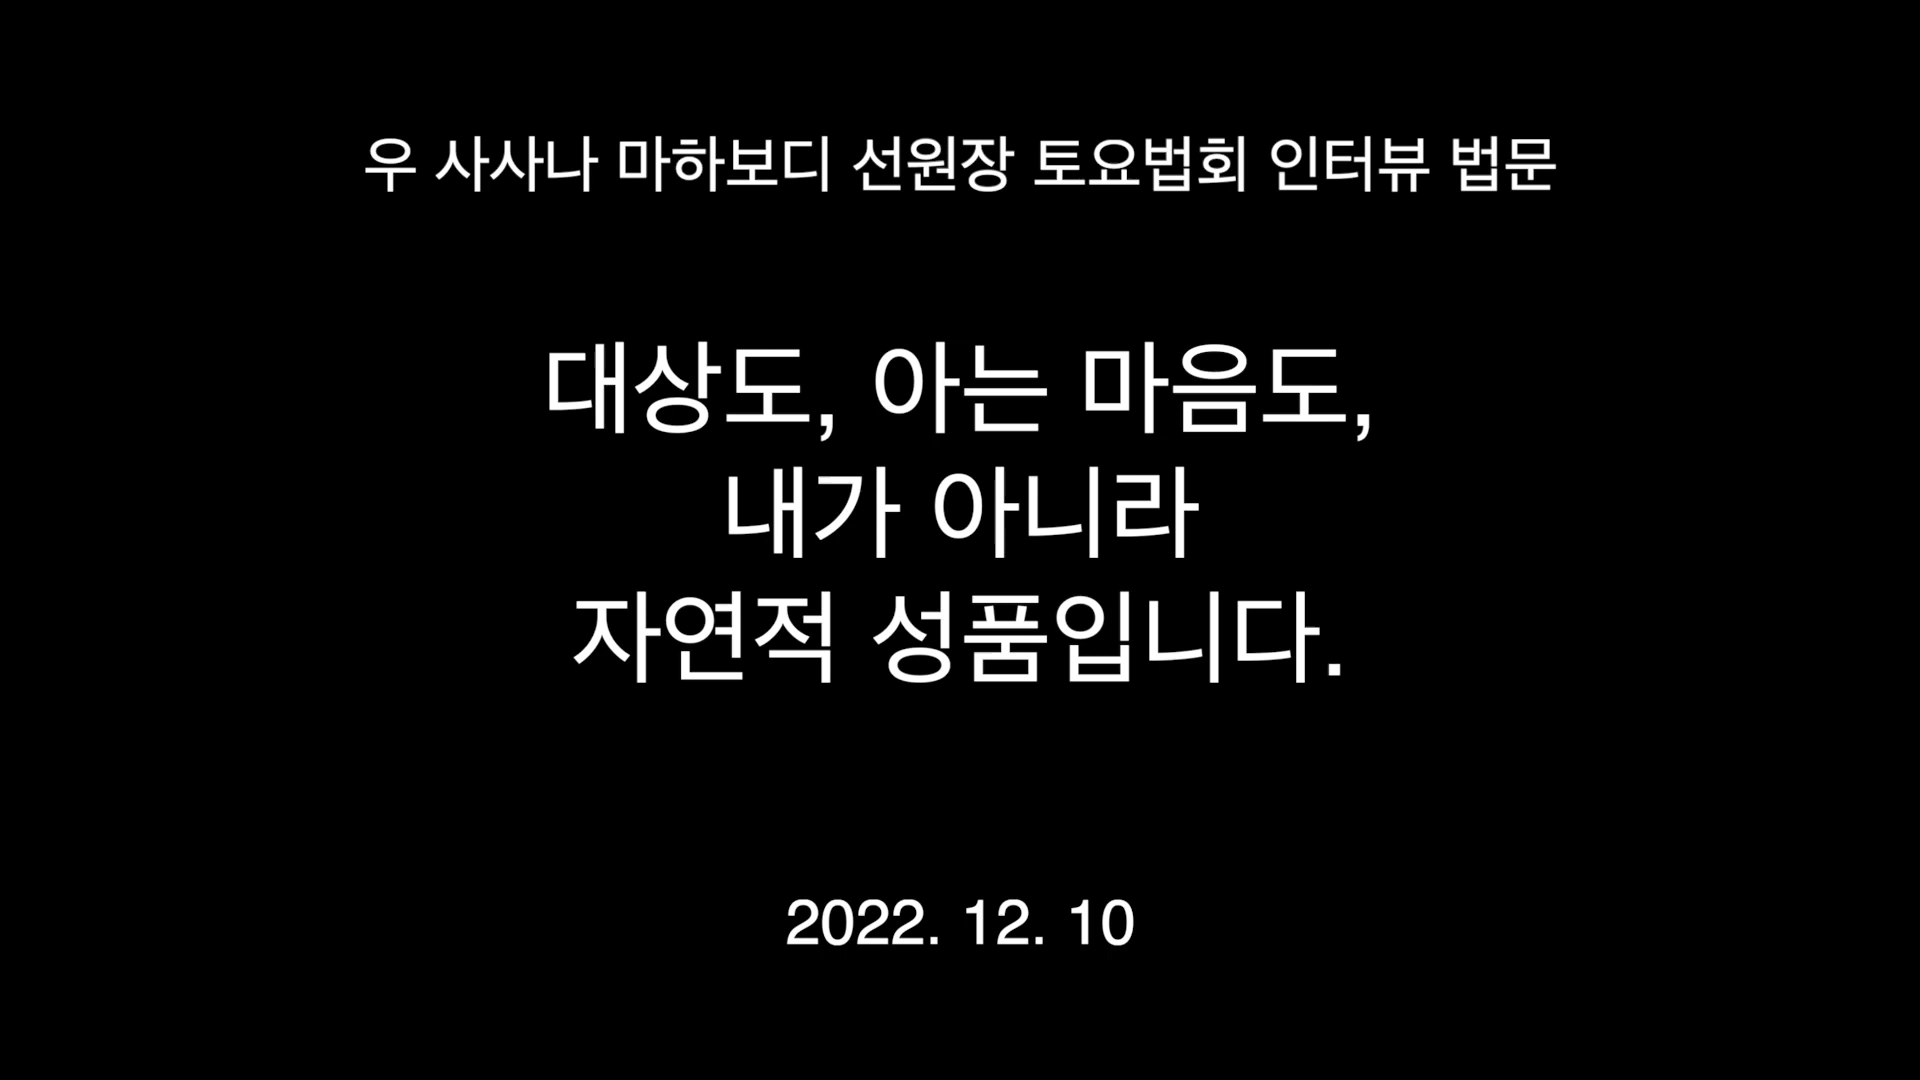 우 사사나 마하보디 선원장 토요법회 인터뷰 법문
대상도, 아는 마음도,
내가 아니라
자연적 성품입니다.
2022. 12. 10